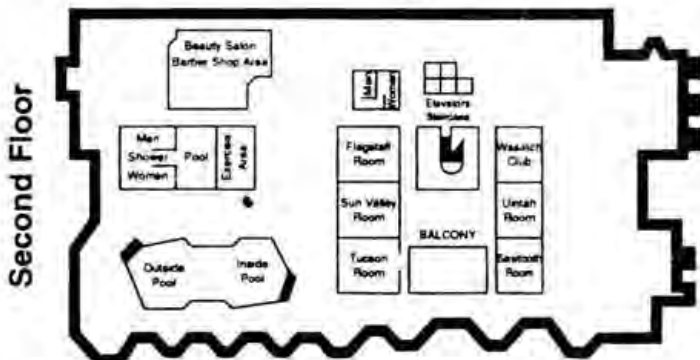 Second Floor
Beauty Salon
Barber Shop Area
Men
Women
Elevators
Staircase
Men
Shower
Women
Pool
Exercise
Area
Flagstaff
Room
Wasatch
Club
Sun Valley
Room
Uintah
Room
BALCONY
Outside
Pool
Inside
Pool
Tucson
Room
Sawtooth
Room